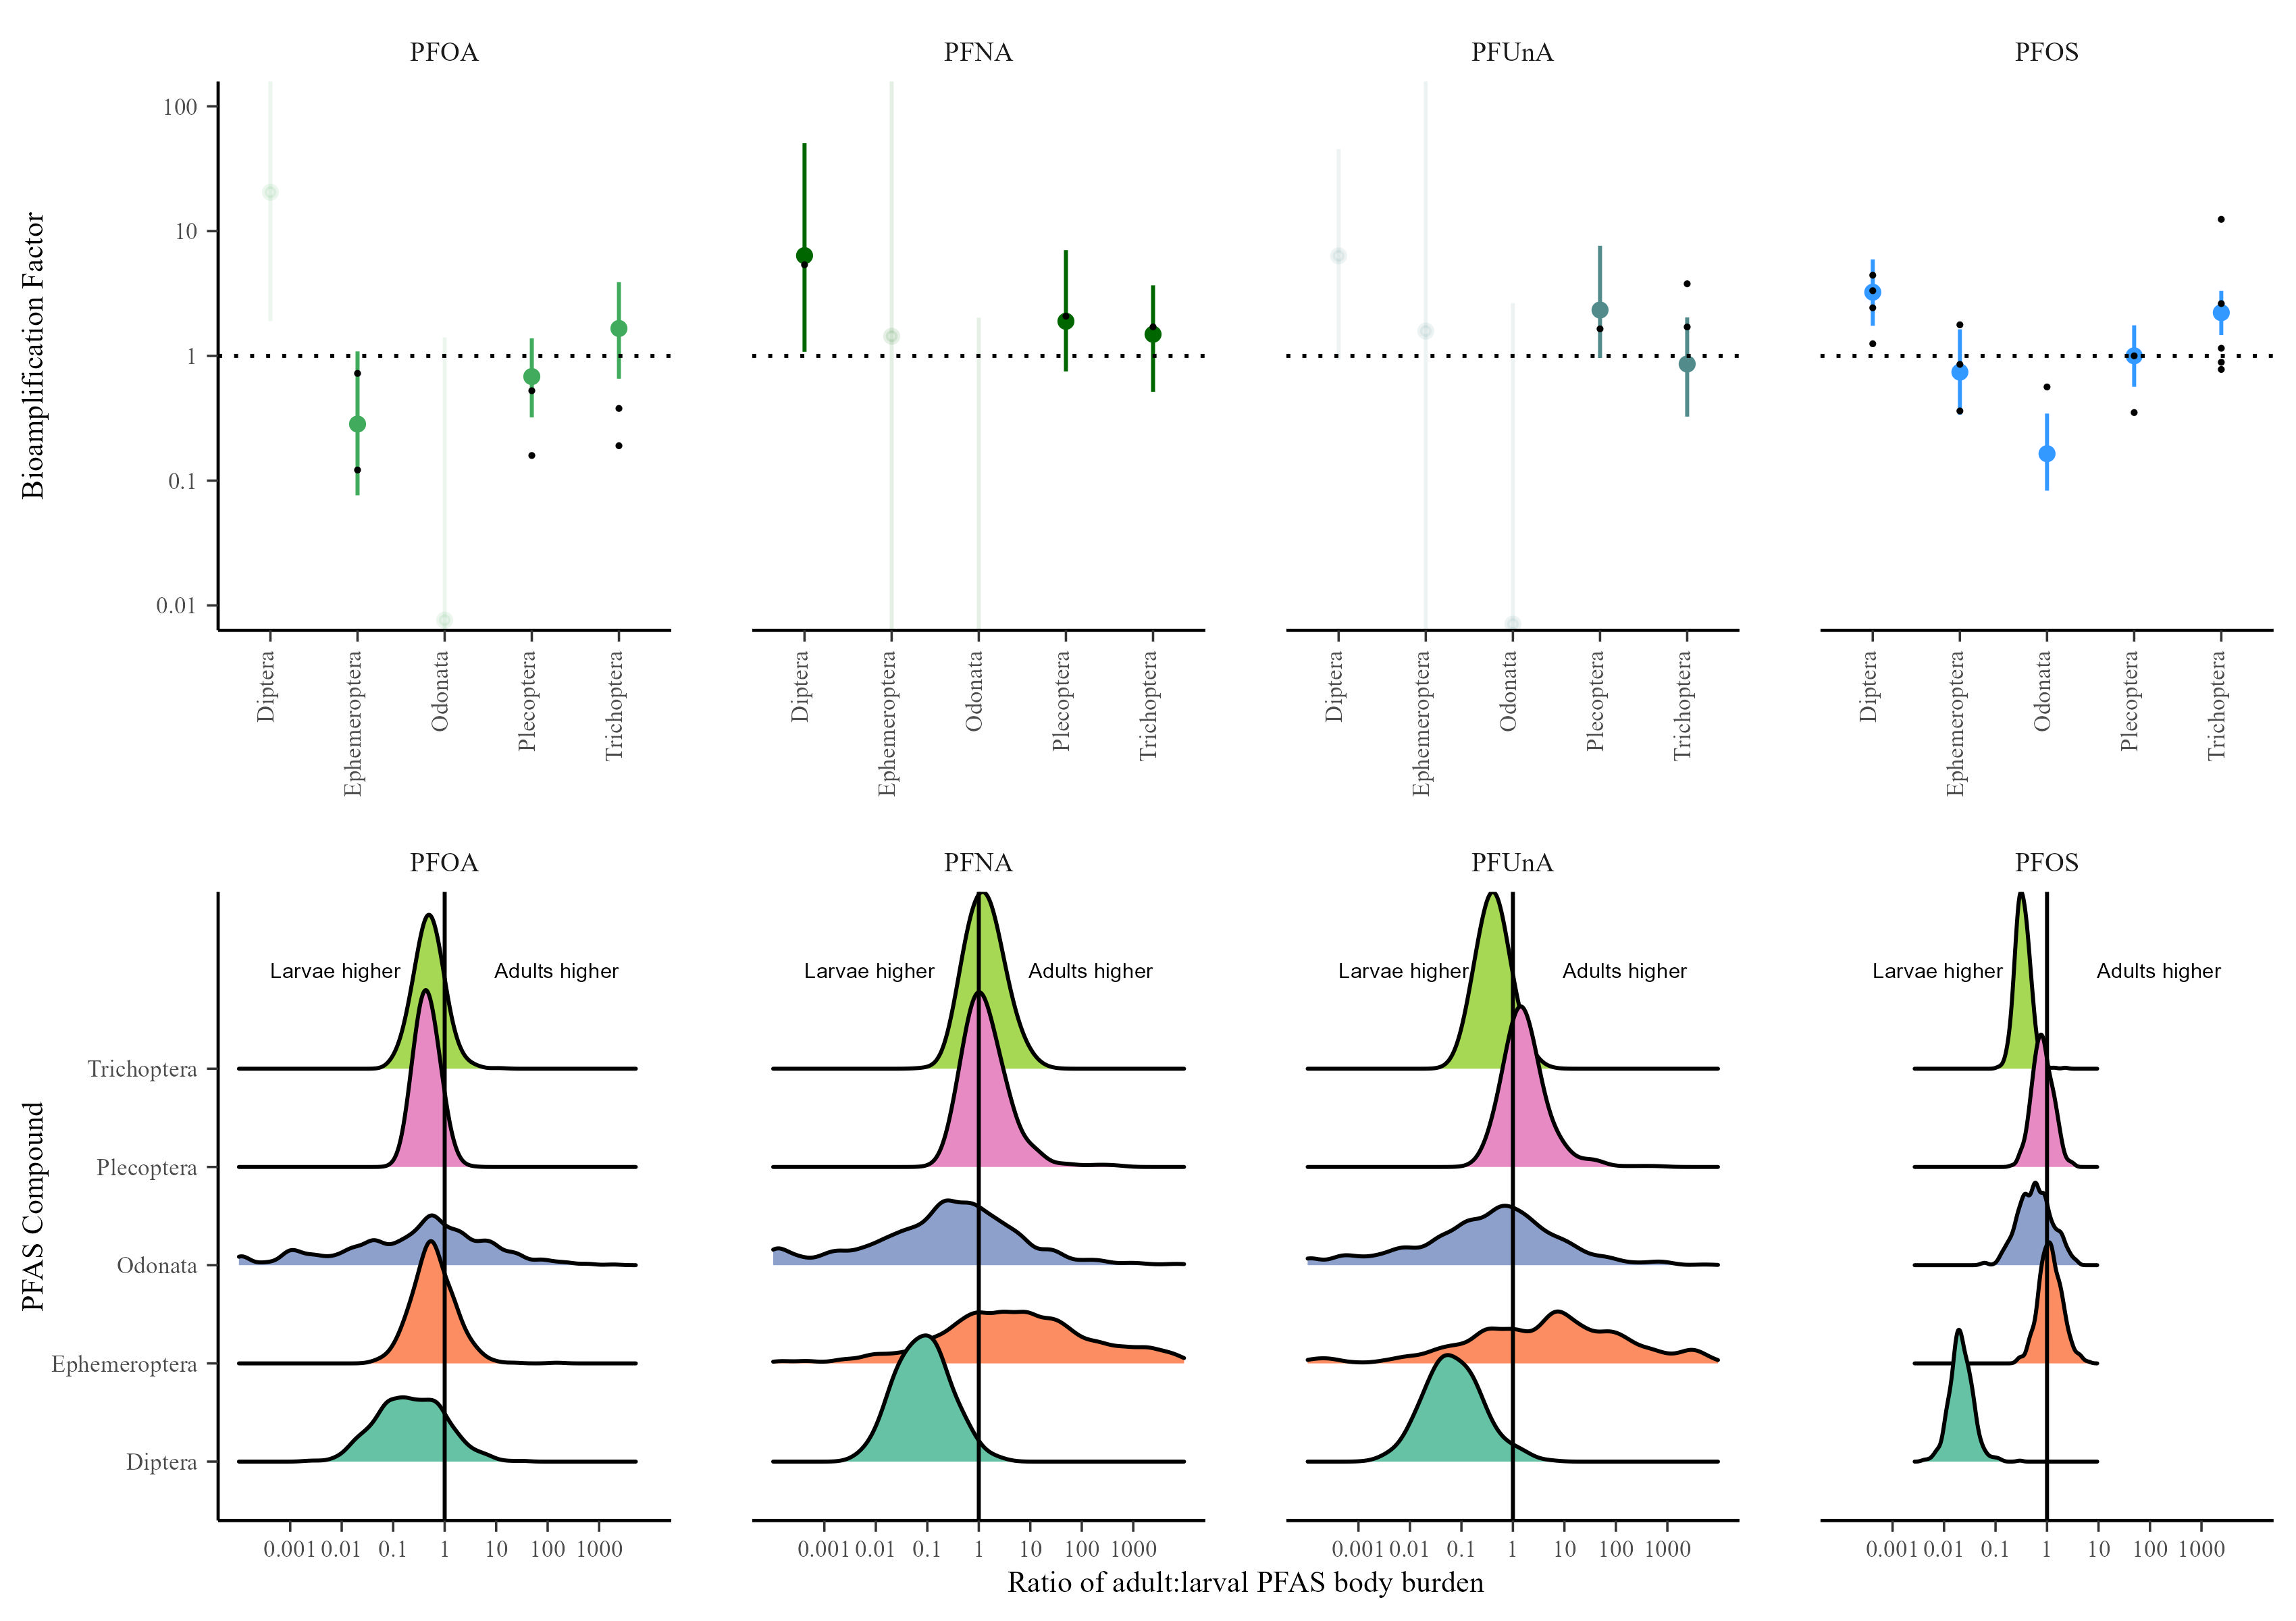 PFOA PFNA PFUnA PFOS
Bioamplification Factor
100
10
1
0.1
0.01
Diptera Ephemeroptera Odonata Plecoptera Trichoptera
Diptera Ephemeroptera Odonata Plecoptera Trichoptera
Diptera Ephemeroptera Odonata Plecoptera Trichoptera
Diptera Ephemeroptera Odonata Plecoptera Trichoptera
PFOA PFNA PFUnA PFOS
PFAS Compound
Larvae higher Adults higher Larvae higher Adults higher Larvae higher Adults higher Larvae higher Adults higher
Trichoptera
Plecoptera
Odonata
Ephemeroptera
Diptera
0.001 0.01 0.1 1 10 100 1000 0.001 0.01 0.1 1 10 100 1000 0.001 0.01 0.1 1 10 100 1000 0.001 0.01 0.1 1 10 100 1000
Ratio of adult:larval PFAS body burden